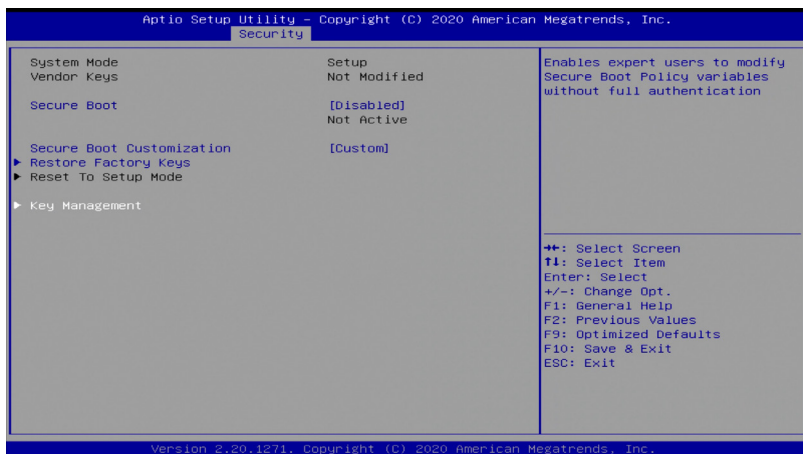 Aptio Setup Utility – Copyright (C) 2020 American Megatrends, Inc.
Security
System Mode Setup
Vendor Keys Not Modified
Secure Boot [Disabled]
Not Active
Secure Boot Customization [Custom]
Restore Factory Keys
Reset To Setup Mode
Key Management
Enables expert users to modify
Secure Boot Policy variables
without full authentication
→←: Select Screen
↑↓: Select Item
Enter: Select
+/-: Change Opt.
F1: General Help
F2: Previous Values
F9: Optimized Defaults
F10: Save & Exit
ESC: Exit
Version 2.20.1271. Copyright (C) 2020 American Megatrends, Inc.